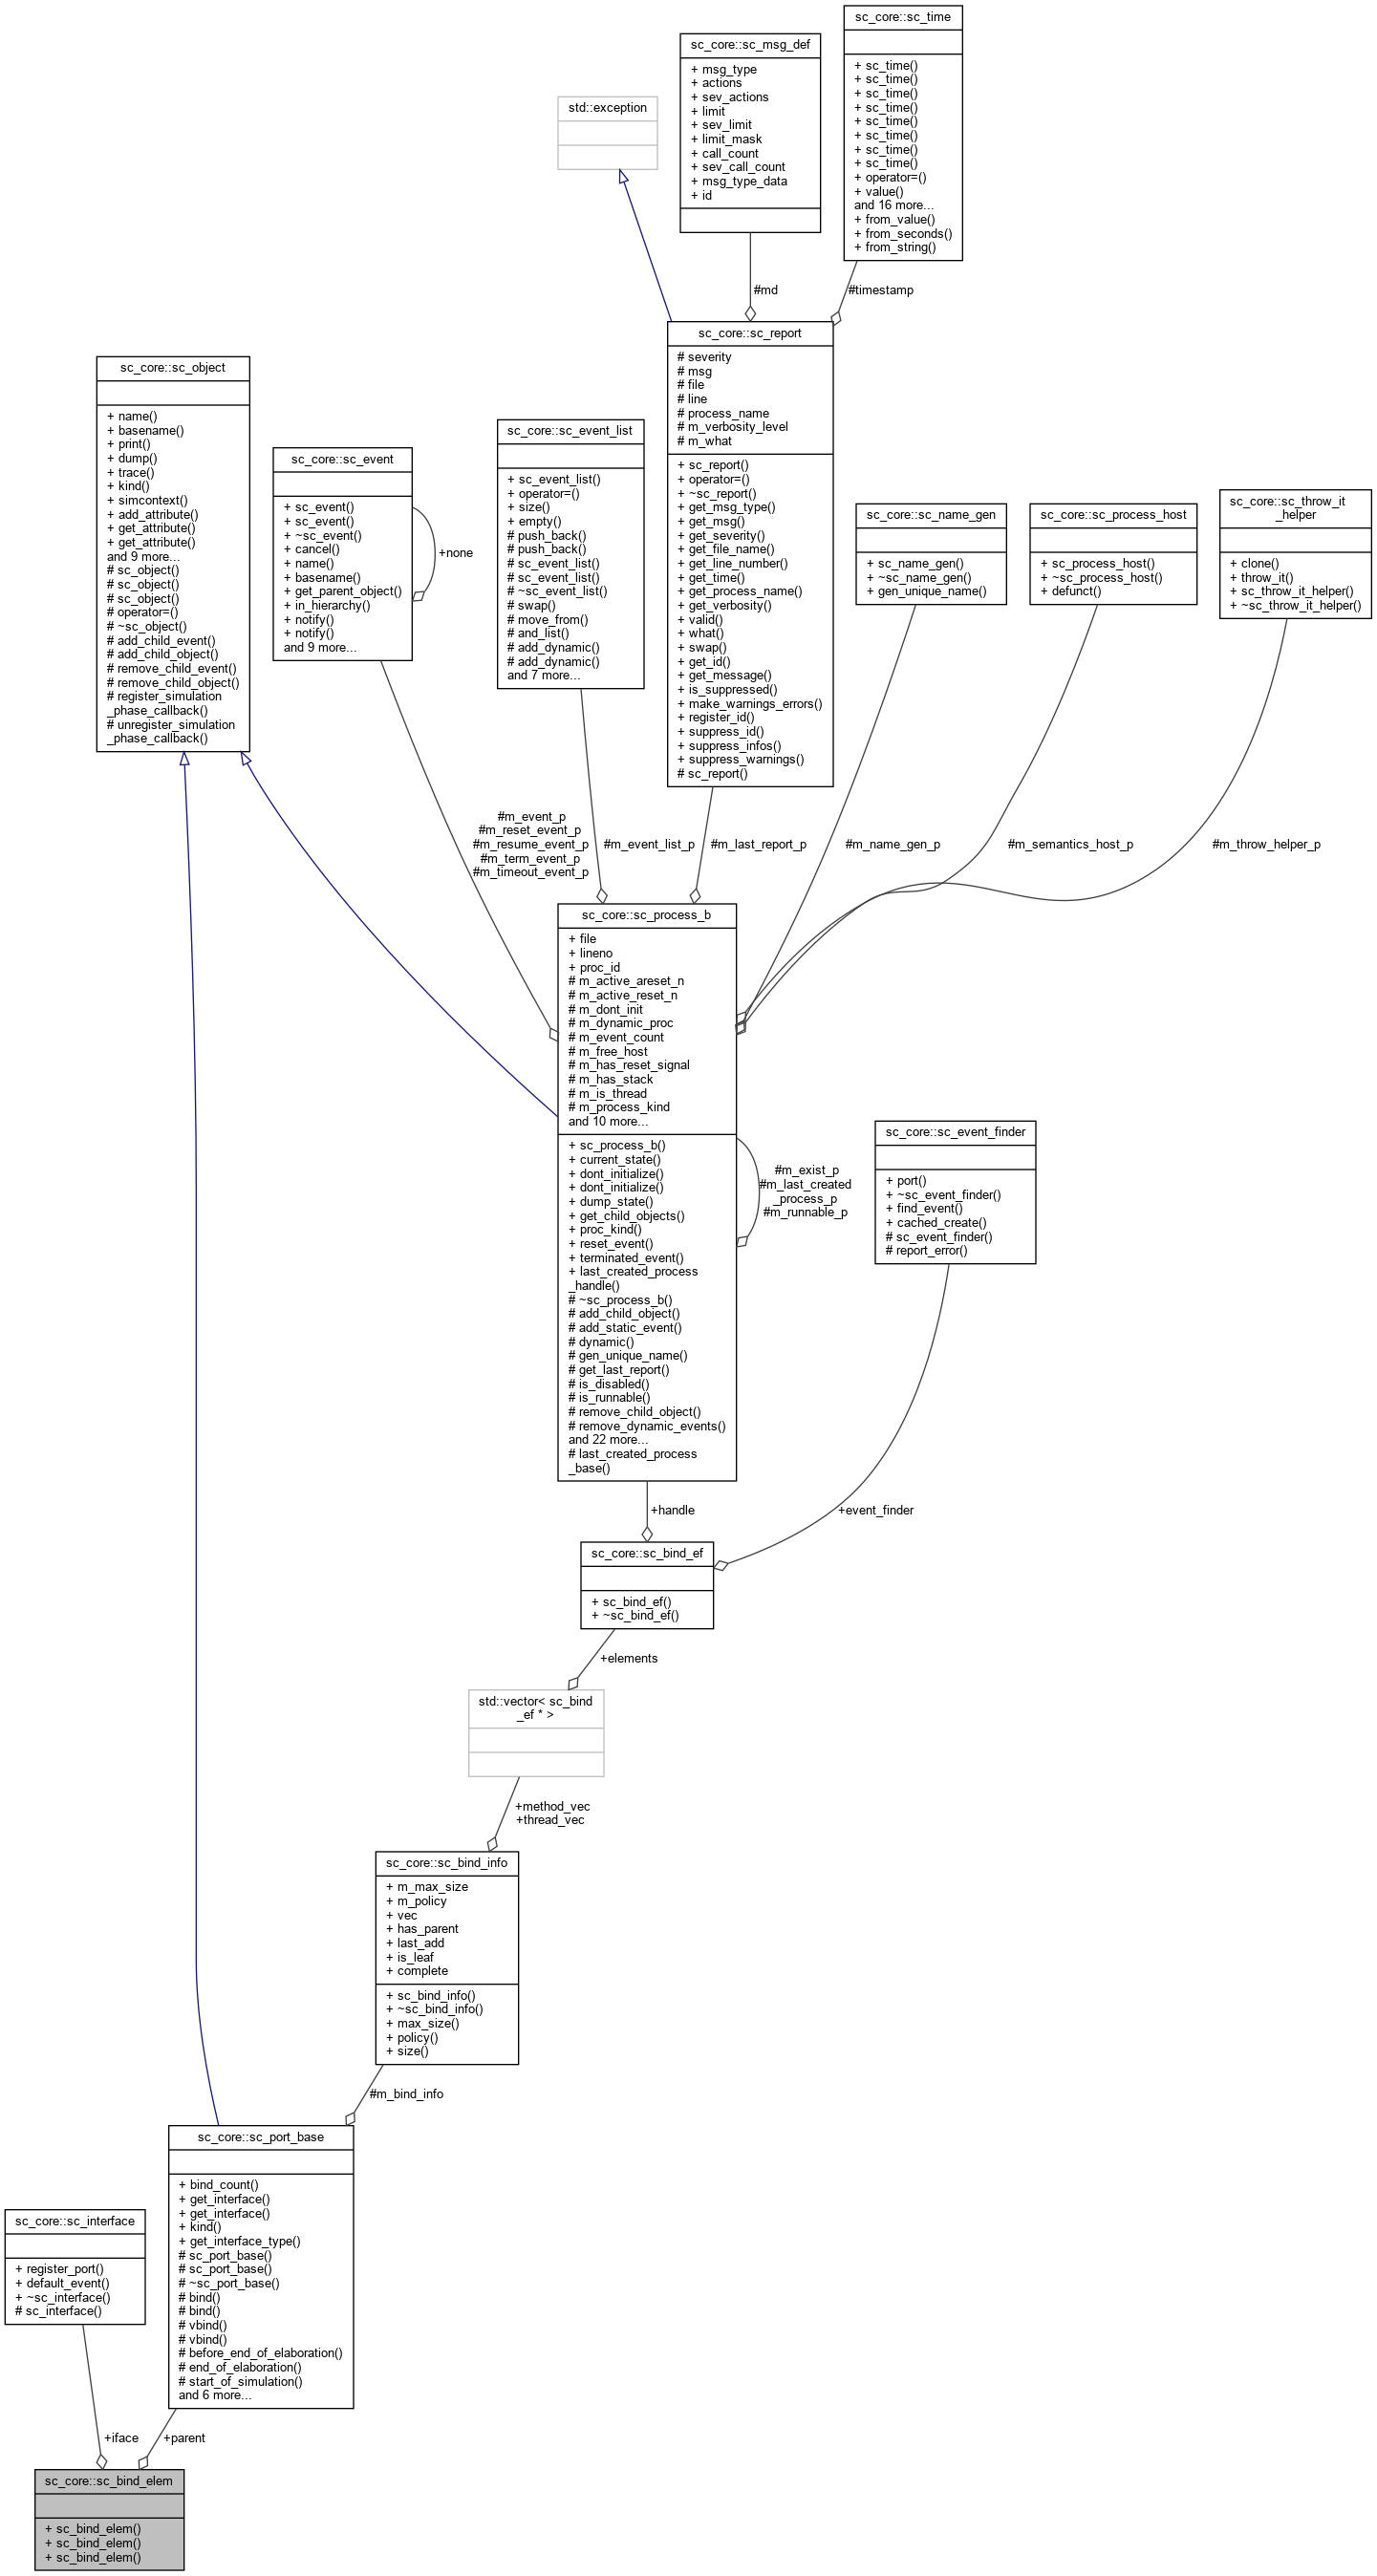 sc_core::sc_time
+ sc_time()
+ sc_time()
+ sc_time()
+ sc_time()
+ sc_time()
+ sc_time()
+ sc_time()
+ sc_time()
+ operator=()
+ value()
and 16 more...
+ from_value()
+ from_seconds()
+ from_string()
sc_core::sc_msg_def
+ msg_type
+ actions
+ sev_actions
+ limit
+ sev_limit
+ limit_mask
+ call_count
+ sev_call_count
+ msg_type_data
+ id
std::exception
#md
#timestamp
sc_core::sc_report
# severity
# msg
# file
# line
# process_name
# m_verbosity_level
# m_what
+ sc_report()
+ operator=()
+ ~sc_report()
+ get_msg_type()
+ get_msg()
+ get_severity()
+ get_file_name()
+ get_line_number()
+ get_time()
+ get_process_name()
+ get_verbosity()
+ valid()
+ what()
+ swap()
+ get_id()
+ get_message()
+ is_suppressed()
+ make_warnings_errors()
+ register_id()
+ suppress_id()
+ suppress_infos()
+ suppress_warnings()
# sc_report()
sc_core::sc_object
+ name()
+ basename()
+ print()
+ dump()
+ trace()
+ kind()
+ simcontext()
+ add_attribute()
+ get_attribute()
+ get_attribute()
and 9 more...
# sc_object()
# sc_object()
# sc_object()
# operator=()
# ~sc_object()
# add_child_event()
# add_child_object()
# remove_child_event()
# remove_child_object()
# register_simulation
_phase_callback()
# unregister_simulation
_phase_callback()
sc_core::sc_event
+ sc_event()
+ sc_event()
+ ~sc_event()
+ cancel()
+ name()
+ basename()
+ get_parent_object()
+ in_hierarchy()
+ notify()
+ notify()
and 9 more...
+none
sc_core::sc_event_list
+ sc_event_list()
+ operator=()
+ size()
+ empty()
# push_back()
# push_back()
# sc_event_list()
# sc_event_list()
# ~sc_event_list()
# swap()
# move_from()
# and_list()
# add_dynamic()
# add_dynamic()
and 7 more...
sc_core::sc_name_gen
+ sc_name_gen()
+ ~sc_name_gen()
+ gen_unique_name()
sc_core::sc_process_host
+ sc_process_host()
+ ~sc_process_host()
+ defunct()
sc_core::sc_throw_it
_helper
+ clone()
+ throw_it()
+ sc_throw_it_helper()
+ ~sc_throw_it_helper()
#m_event_p
#m_reset_event_p
#m_resume_event_p
#m_term_event_p
#m_timeout_event_p
#m_event_list_p
#m_last_report_p
#m_name_gen_p
#m_semantics_host_p
#m_throw_helper_p
sc_core::sc_process_b
+ file
+ lineno
+ proc_id
# m_active_areset_n
# m_active_reset_n
# m_dont_init
# m_dynamic_proc
# m_event_count
# m_free_host
# m_has_reset_signal
# m_has_stack
# m_is_thread
# m_process_kind
and 10 more...
+ sc_process_b()
+ current_state()
+ dont_initialize()
+ dont_initialize()
+ dump_state()
+ get_child_objects()
+ proc_kind()
+ reset_event()
+ terminated_event()
+ last_created_process
_handle()
# ~sc_process_b()
# add_child_object()
# add_static_event()
# dynamic()
# gen_unique_name()
# get_last_report()
# is_disabled()
# is_runnable()
# remove_child_object()
# remove_dynamic_events()
and 22 more...
# last_created_process
_base()
#m_exist_p
#m_last_created
_process_p
#m_runnable_p
sc_core::sc_event_finder
+ port()
+ ~sc_event_finder()
+ find_event()
+ cached_create()
# sc_event_finder()
# report_error()
+handle
+event_finder
sc_core::sc_bind_ef
+ sc_bind_ef()
+ ~sc_bind_ef()
+elements
std::vector< sc_bind
_ef * >
+method_vec
+thread_vec
sc_core::sc_bind_info
+ m_max_size
+ m_policy
+ vec
+ has_parent
+ last_add
+ is_leaf
+ complete
+ sc_bind_info()
+ ~sc_bind_info()
+ max_size()
+ policy()
+ size()
#m_bind_info
sc_core::sc_port_base
+ bind_count()
+ get_interface()
+ get_interface()
+ kind()
+ get_interface_type()
# sc_port_base()
# sc_port_base()
# ~sc_port_base()
# bind()
# bind()
# vbind()
# vbind()
# before_end_of_elaboration()
# end_of_elaboration()
# start_of_simulation()
and 6 more...
sc_core::sc_interface
+ register_port()
+ default_event()
+ ~sc_interface()
# sc_interface()
+iface
+parent
sc_core::sc_bind_elem
+ sc_bind_elem()
+ sc_bind_elem()
+ sc_bind_elem()